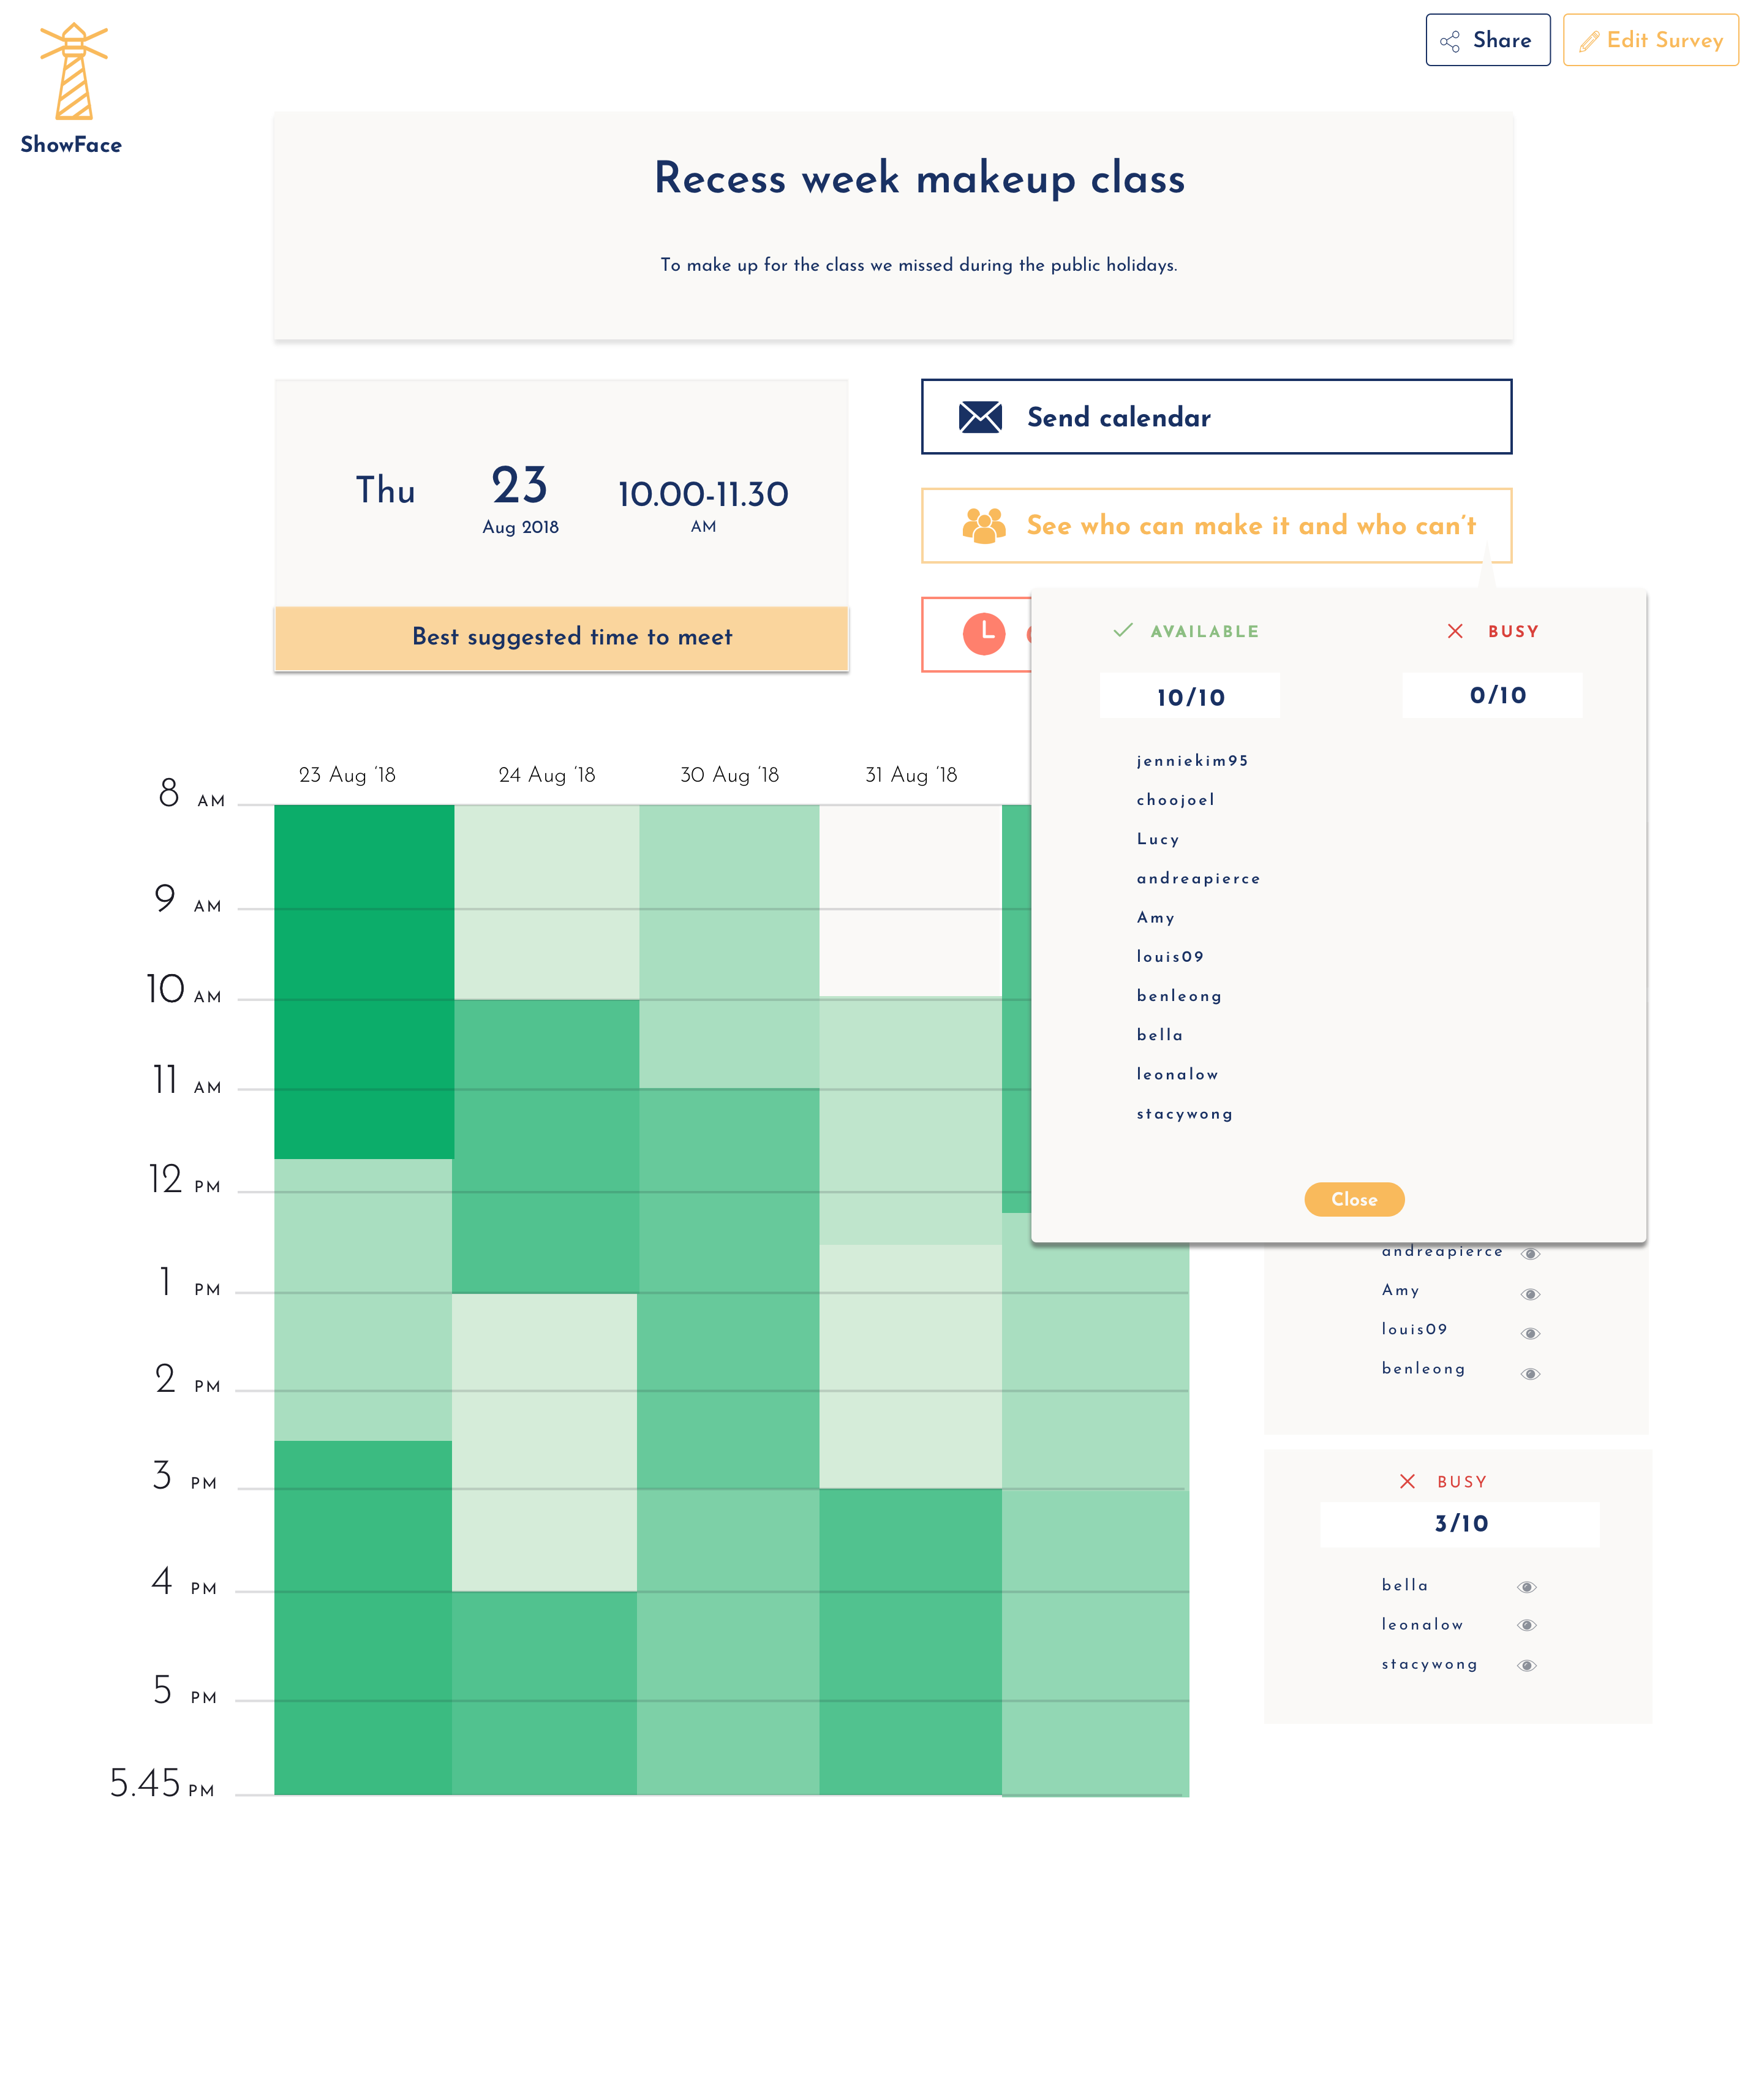 Share
Edit Survey
ShowFace
Recess week makeup class
To make up for the class we missed during the public holidays.
Thu
23
Aug 2018
10.00-11.30
AM
Best suggested time to meet
Send calendar
See who can make it and who can't
AVAILABLE
BUSY
10/10
0/10
jenniekim95
choojoel
Lucy
andreapierce
Amy
louis09
benleong
bella
leonalow
stacywong
Close
23 Aug '18
24 Aug '18
30 Aug '18
31 Aug '18
8 AM
9 AM
10 AM
11 AM
12 PM
1 PM
2 PM
3 PM
4 PM
5 PM
5.45 PM
andreapierce
Amy
louis09
benleong
BUSY
3/10
bella
leonalow
stacywong